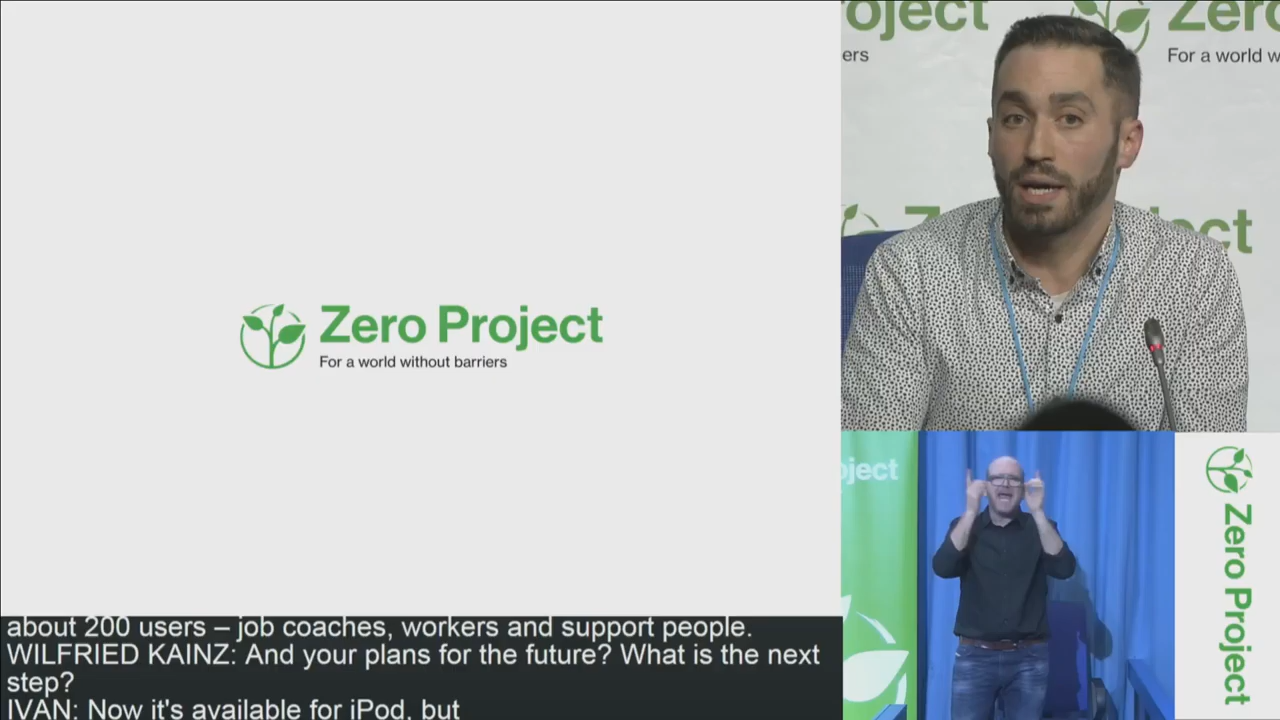 Zero Project
For a world without barriers
about 200 users – job coaches, workers and support people.
WILFRIED KAINZ: And your plans for the future? What is the next
step?
IVAN: Now it's available for iPod, but
oject
ers
Zero
For a world w
Z
ject
oject
Zero Project